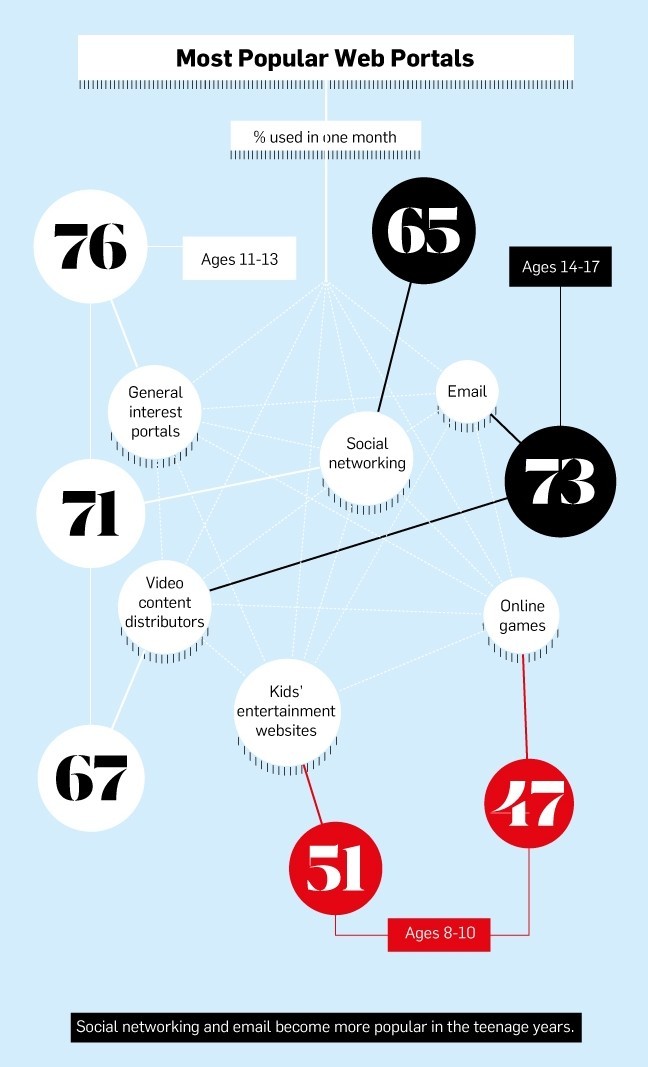 Most Popular Web Portals
% used in one month
76
Ages 11-13
65
Ages 14-17
General
interest
portals
Email
Social
networking
71
73
Video
content
distributors
Online
games
Kids'
entertainment
websites
67
47
51
Ages 8-10
Social networking and email become more popular in the teenage years.